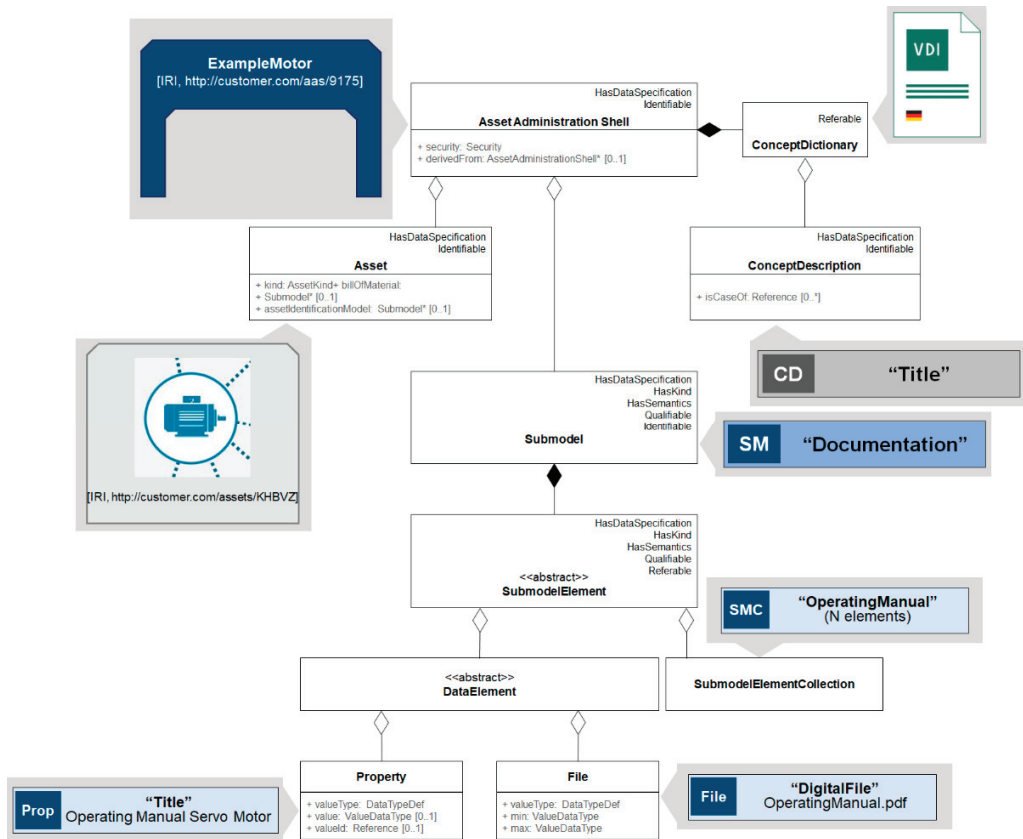 ExampleMotor
[IRI, http://customer.com/aas/9175]
HasDataSpecification
Identifiable
Asset Administration Shell
+ security: Security
+ derivedFrom: AssetAdministrationShell* [0..1]
Referable
ConceptDictionary
VDI
HasDataSpecification
Identifiable
Asset
+ kind: AssetKind+ billOfMaterial:
+ Submodel* [0..1]
+ assetIdentificationModel: Submodel* [0..1]
HasDataSpecification
Identifiable
ConceptDescription
+ isCaseOf: Reference [0..*]
CD
“Title”
[IRI, http://customer.com/assets/KHBVZ]
HasDataSpecification
HasKind
HasSemantics
Qualifiable
Identifiable
Submodel
SM
“Documentation”
HasDataSpecification
HasKind
HasSemantics
Qualifiable
Referable
<<abstract>>
SubmodelElement
SMC
“OperatingManual”
(N elements)
<<abstract>>
DataElement
SubmodelElementCollection
Prop
“Title”
Operating Manual Servo Motor
Property
+ valueType: DataTypeDef
+ value: ValueDataType [0..1]
+ valueId: Reference [0..1]
File
+ valueType: DataTypeDef
+ min: ValueDataType
+ max: ValueDataType
File
“DigitalFile”
OperatingManual.pdf